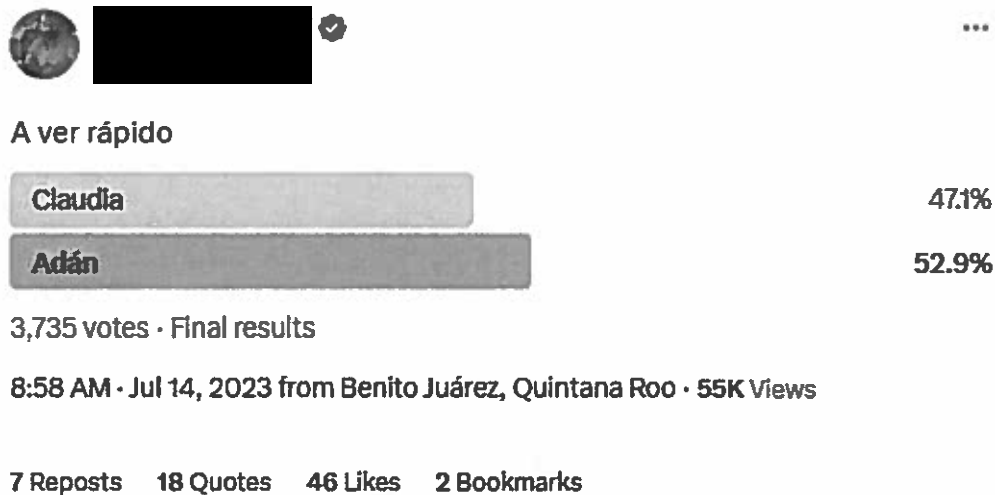 A ver rápido
Claudia 47.1%
Adán 52.9%
3,735 votes · Final results
8:58 AM · Jul 14, 2023 from Benito Juárez, Quintana Roo · 55K Views
7 Reposts 18 Quotes 46 Likes 2 Bookmarks